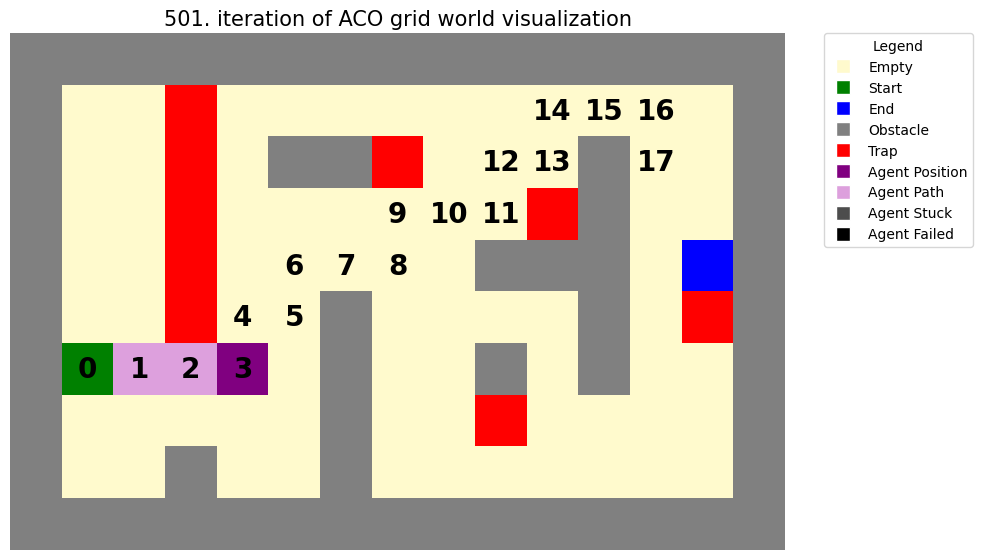 501. iteration of ACO grid world visualization
14 15 16
12 13 17
9 10 11
6 7 8
4 5
0 1 2 3
Legend
Empty
Start
End
Obstacle
Trap
Agent Position
Agent Path
Agent Stuck
Agent Failed